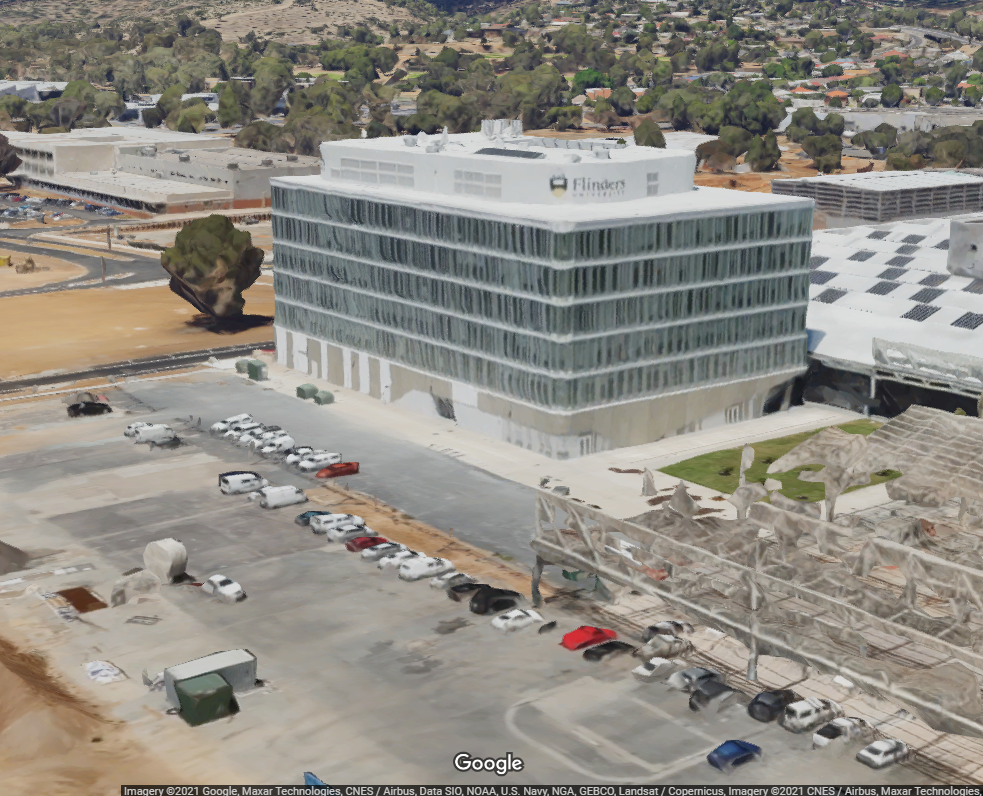 Flinders
UNIVERSITY
Google
Imagery ©2021 Google, Maxar Technologies, CNES / Airbus, Data SIO, NOAA, U.S. Navy, NGA, GEBCO, Landsat / Copernicus, Imagery ©2021 CNES / Airbus, Maxar Technologies,